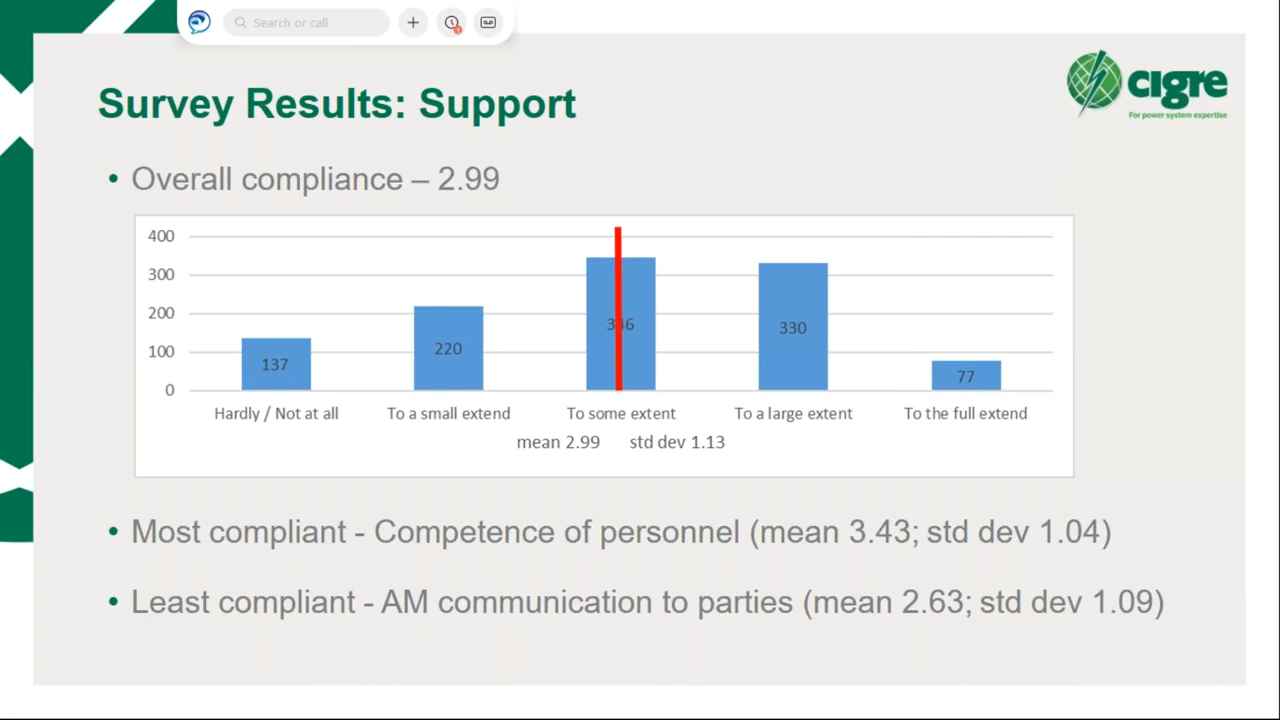 Search or call
cigre
For power system expertise
Survey Results: Support
• Overall compliance – 2.99
400
300
200
100
0
137
220
346
330
77
Hardly / Not at all
To a small extend
To some extent
To a large extent
To the full extend
mean 2.99 std dev 1.13
• Most compliant - Competence of personnel (mean 3.43; std dev 1.04)
• Least compliant - AM communication to parties (mean 2.63; std dev 1.09)